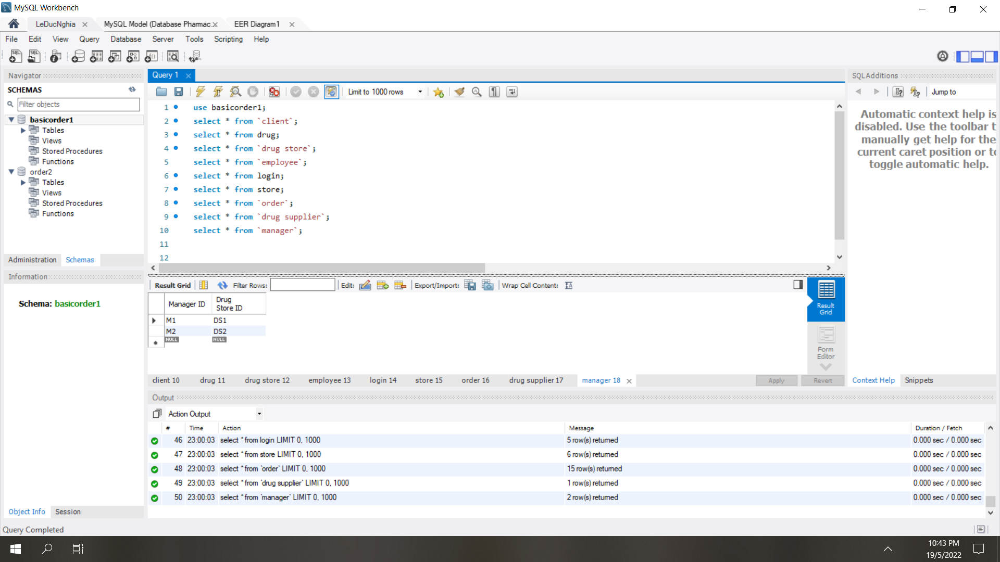 MySQL Workbench
LeDucNghia
MySQL Model (Database Pharmac
EER Diagram1
File Edit View Query Database Server Tools Scripting Help
Navigator
SCHEMAS
Filter objects
basicorder1
Tables
Views
Stored Procedures
Functions
order2
Tables
Views
Stored Procedures
Functions
Administration Schemas
Information
Schema: basicorder1
Object Info Session
Query 1
Limit to 1000 rows
1 use basicorder1;
2 select * from `client`;
3 select * from drug;
4 select * from `drug store`;
5 select * from `employee`;
6 select * from login;
7 select * from store;
8 select * from `order`;
9 select * from `drug supplier`;
10 select * from `manager`;
11
12
Result Grid Filter Rows: Edit: Export/Import: Wrap Cell Content:
Manager ID Drug Store ID
M1 DS1
M2 DS2
NULL NULL
Result Grid
Form Editor
client 10 drug 11 drug store 12 employee 13 login 14 store 15 order 16 drug supplier 17 manager 18
Apply Revert
SQLAdditions
Jump to
Automatic context help is
disabled. Use the toolbar t
manually get help for the
current caret position or to
toggle automatic help.
Context Help Snippets
Output
Action Output
# Time Action Message Duration / Fetch
46 23:00:03 select * from login LIMIT 0, 1000 5 row(s) returned 0.000 sec / 0.000 sec
47 23:00:03 select * from store LIMIT 0, 1000 6 row(s) returned 0.000 sec / 0.000 sec
48 23:00:03 select * from `order` LIMIT 0, 1000 15 row(s) returned 0.000 sec / 0.000 sec
49 23:00:03 select * from `drug supplier` LIMIT 0, 1000 1 row(s) returned 0.000 sec / 0.000 sec
50 23:00:03 select * from `manager` LIMIT 0, 1000 2 row(s) returned 0.000 sec / 0.000 sec
Query Completed
10:43 PM
19/5/2022